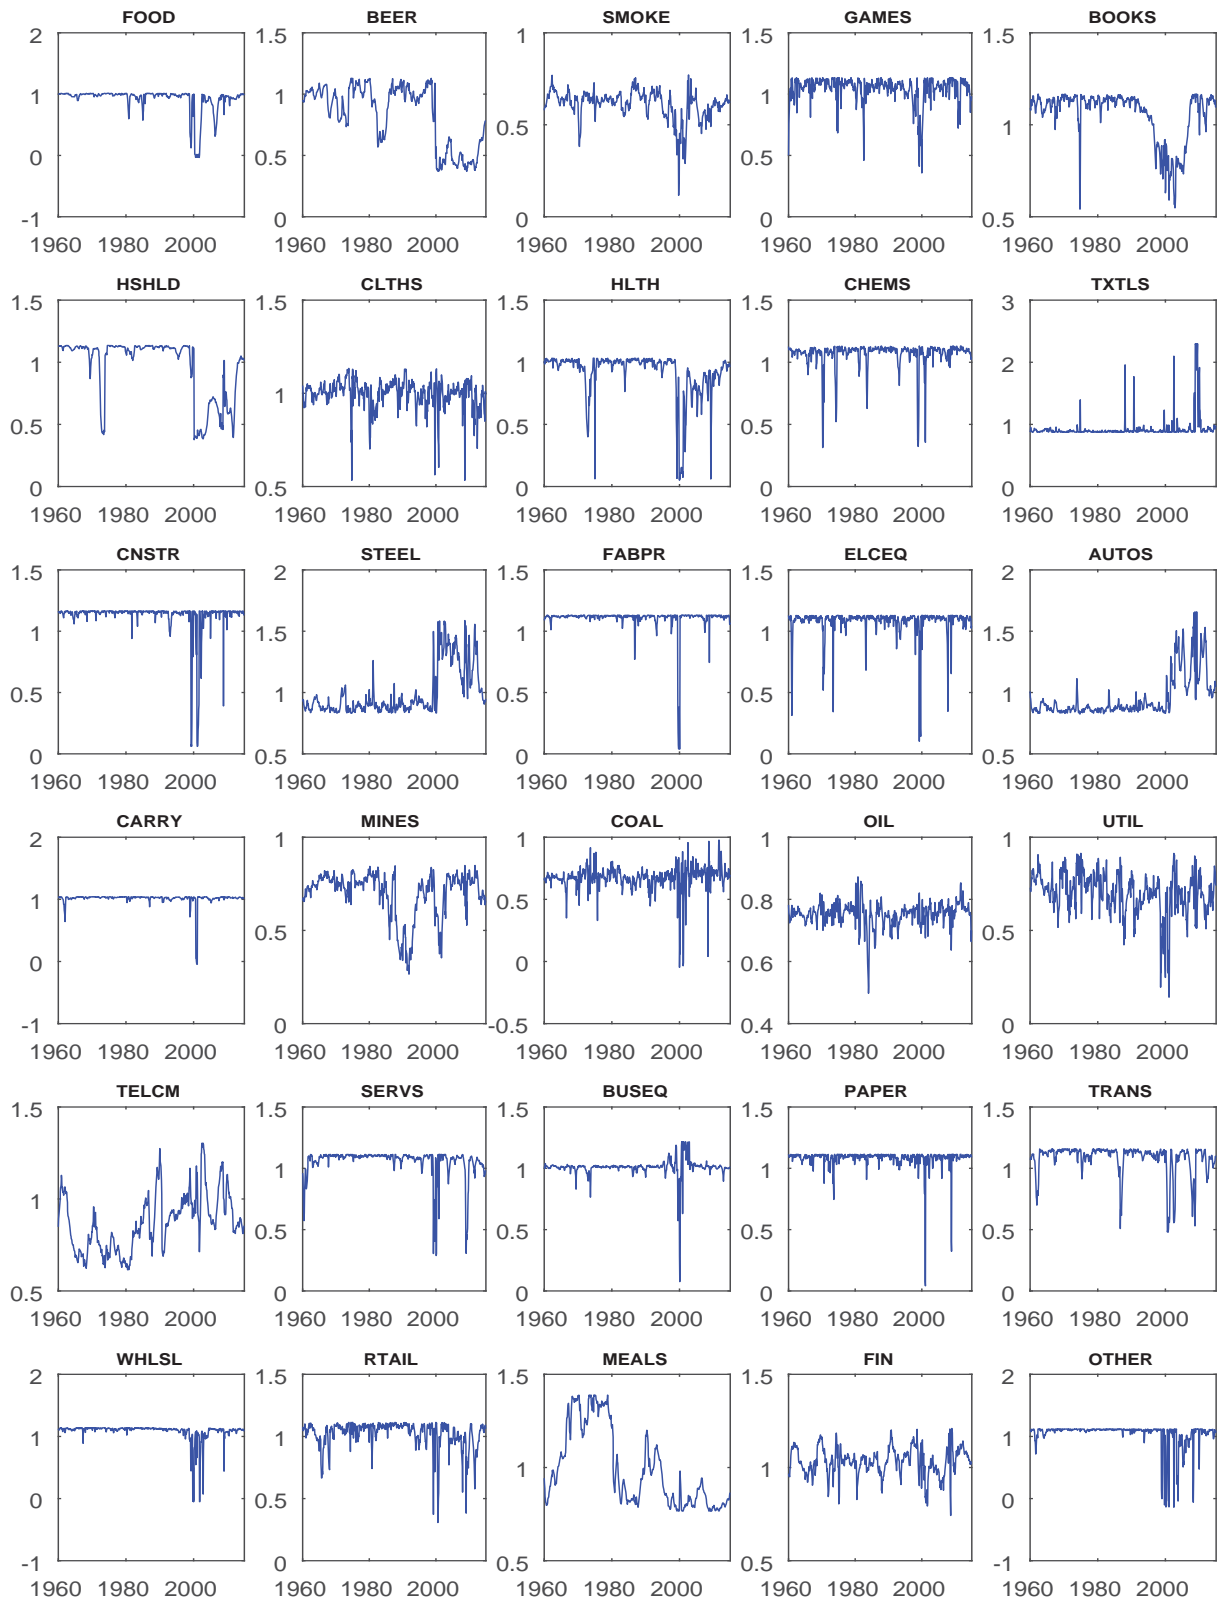 FOOD BEER SMOKE GAMES BOOKS
2 1.5 1 1.5 1.5
1 1 0.5 1 1
0 0.5 0.5
-1 0 0 0 0.5
1960 1980 2000 1960 1980 2000 1960 1980 2000 1960 1980 2000 1960 1980 2000
HSHLD CLTHS HLTH CHEMS TXTLS
1.5 1.5 1.5 1.5 3
1 1 1 1 2
0.5 0.5 0.5 1
0 0.5 0 0 0
1960 1980 2000 1960 1980 2000 1960 1980 2000 1960 1980 2000 1960 1980 2000
CNSTR STEEL FABPR ELCEQ AUTOS
1.5 2 1.5 1.5 2
1 1.5 1 1 1.5
0.5 1 0.5 0.5 1
0 0.5 0 0 0.5
1960 1980 2000 1960 1980 2000 1960 1980 2000 1960 1980 2000 1960 1980 2000
CARRY MINES COAL OIL UTIL
2 1 1 1 1
1 0.5 0.5 0.8 0.5
0 0 0.6
-1 0 -0.5 0.4 0
1960 1980 2000 1960 1980 2000 1960 1980 2000 1960 1980 2000 1960 1980 2000
TELCM SERVS BUSEQ PAPER TRANS
1.5 1.5 1.5 1.5 1.5
1 1 1 1 1
0.5 0.5 0.5 0.5
0.5 0 0 0 0
1960 1980 2000 1960 1980 2000 1960 1980 2000 1960 1980 2000 1960 1980 2000
WHLSL RTAIL MEALS FIN OTHER
2 1.5 1.5 1.5 2
1 1 1 1 1
0 0.5 0
-1 0 0.5 0.5 -1
1960 1980 2000 1960 1980 2000 1960 1980 2000 1960 1980 2000 1960 1980 2000